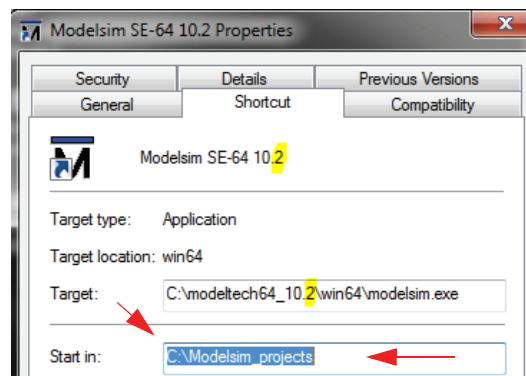 Modelsim SE-64 10.2 Properties
Security Details Previous Versions
General Shortcut Compatibility
Modelsim SE-64 10.2
Target type: Application
Target location: win64
Target: C:\modeltech64_10.2\win64\modelsim.exe
Start in: C:\Modelsim_projects